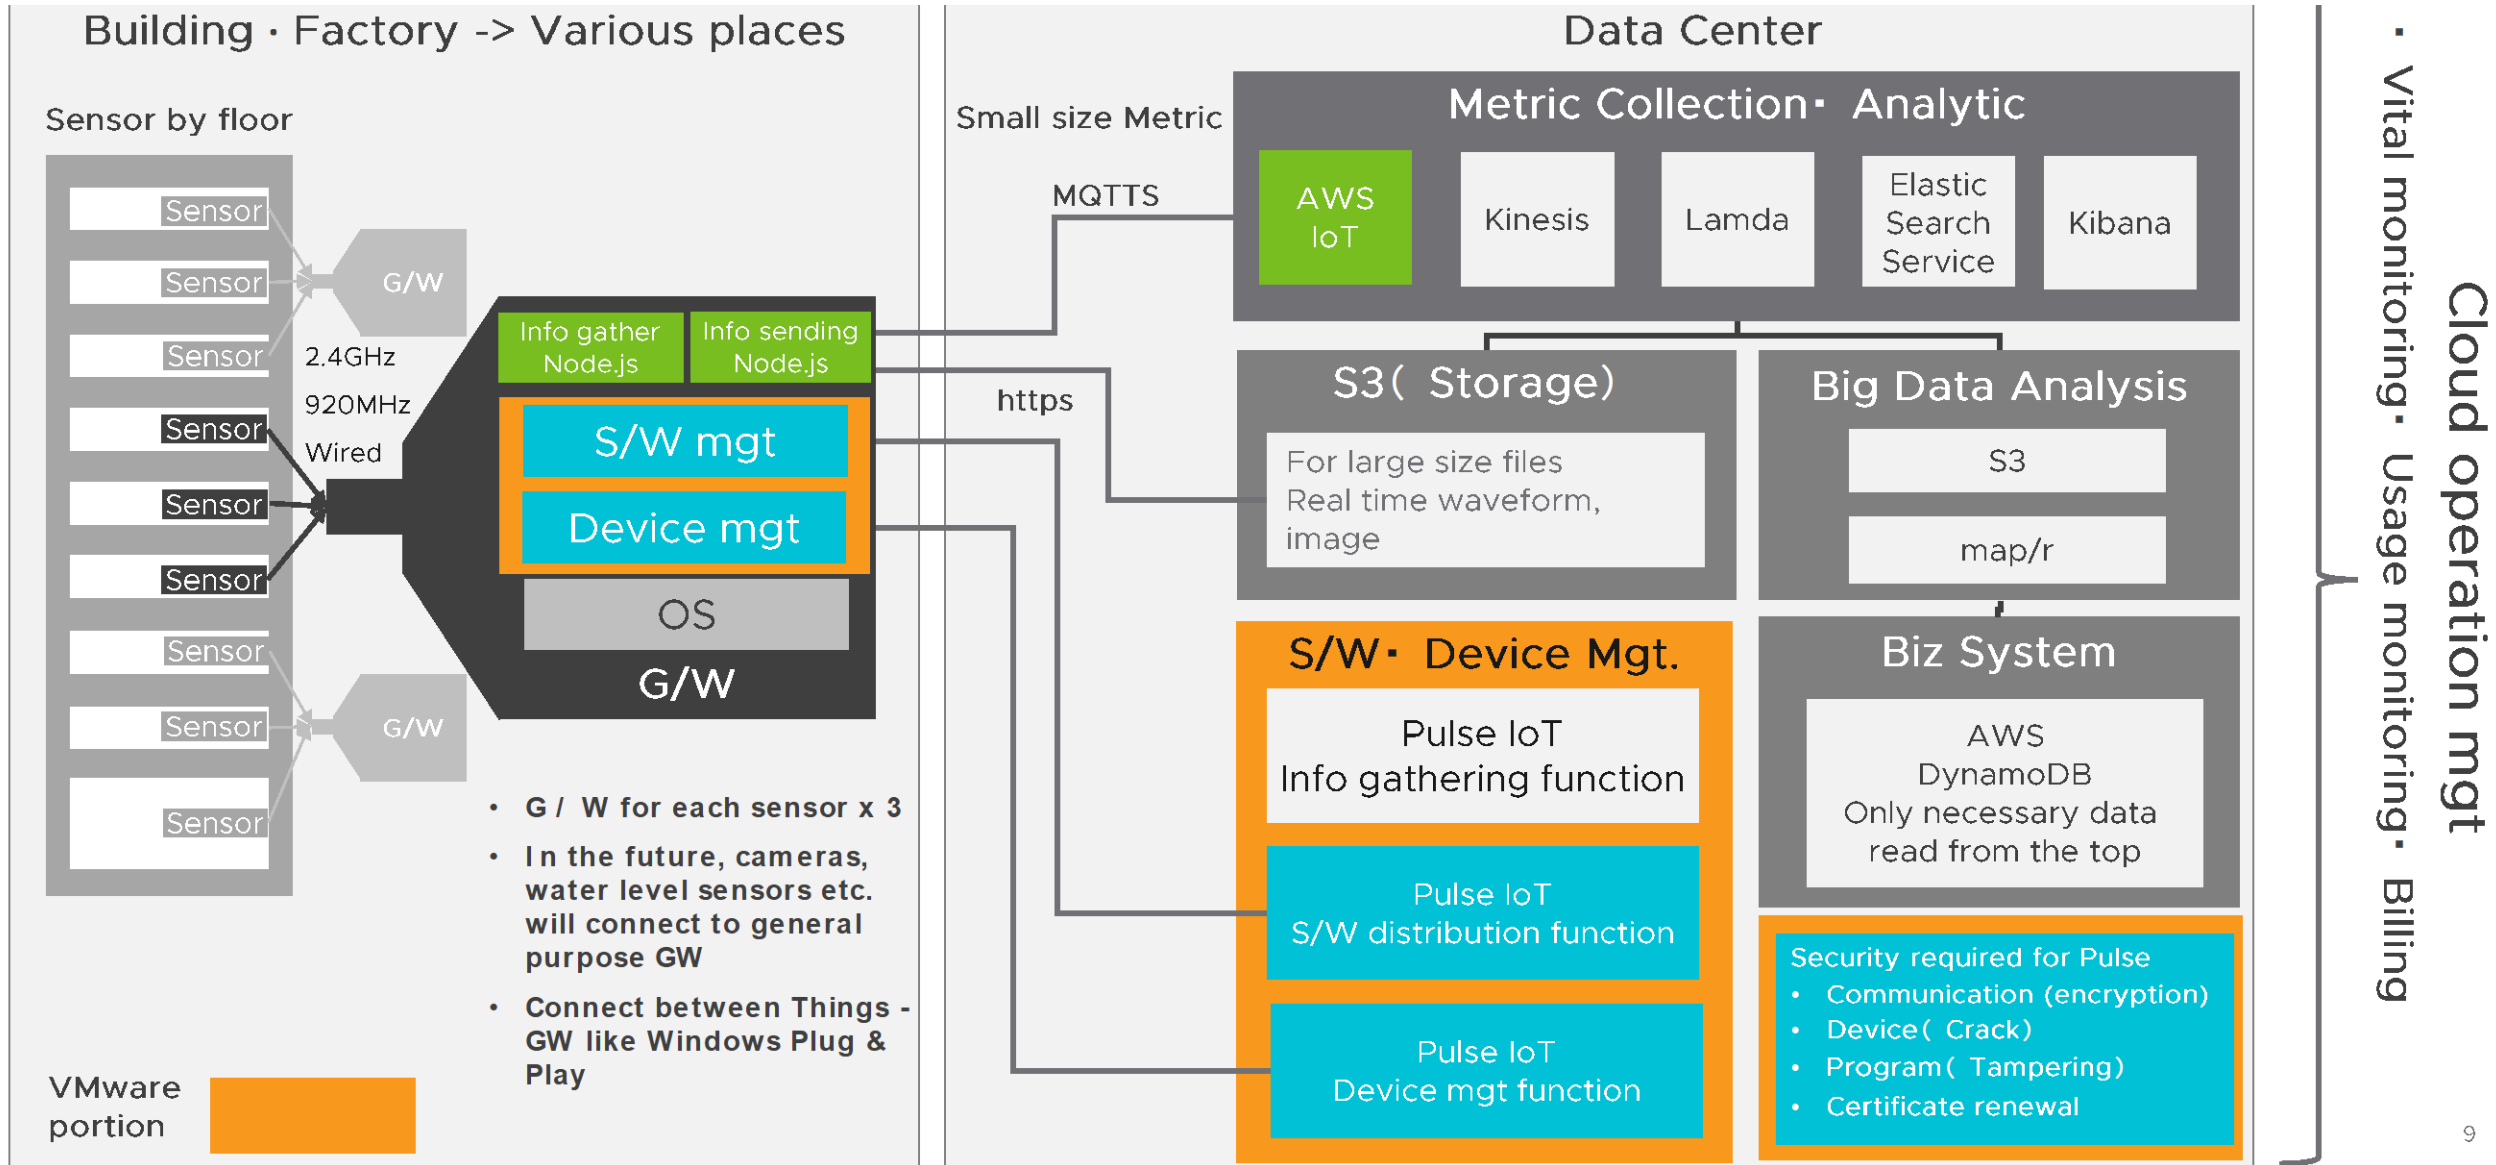 Building・Factory -> Various places
Sensor by floor
Sensor
Sensor
Sensor
Sensor
Sensor
Sensor
Sensor
Sensor
Sensor
G/W
2.4GHz
920MHz
Wired
G/W
Info gather
Node.js
Info sending
Node.js
S/W mgt
Device mgt
OS
G/W
• G / W for each sensor x 3
• In the future, cameras,
water level sensors etc.
will connect to general
purpose GW
• Connect between Things -
GW like Windows Plug &
Play
VMware
portion
Data Center
Small size Metric
MQTTS
https
Metric Collection・ Analytic
AWS
IoT
Kinesis
Lamda
Elastic
Search
Service
Kibana
S3( Storage)
For large size files
Real time waveform,
image
Big Data Analysis
S3
map/r
S/W・ Device Mgt.
Pulse IoT
Info gathering function
Pulse IoT
S/W distribution function
Pulse IoT
Device mgt function
Biz System
AWS
DynamoDB
Only necessary data
read from the top
Security required for Pulse
• Communication (encryption)
• Device( Crack)
• Program( Tampering)
• Certificate renewal
Cloud operation mgt
・ Vital monitoring・ Usage monitoring・ Billing
9